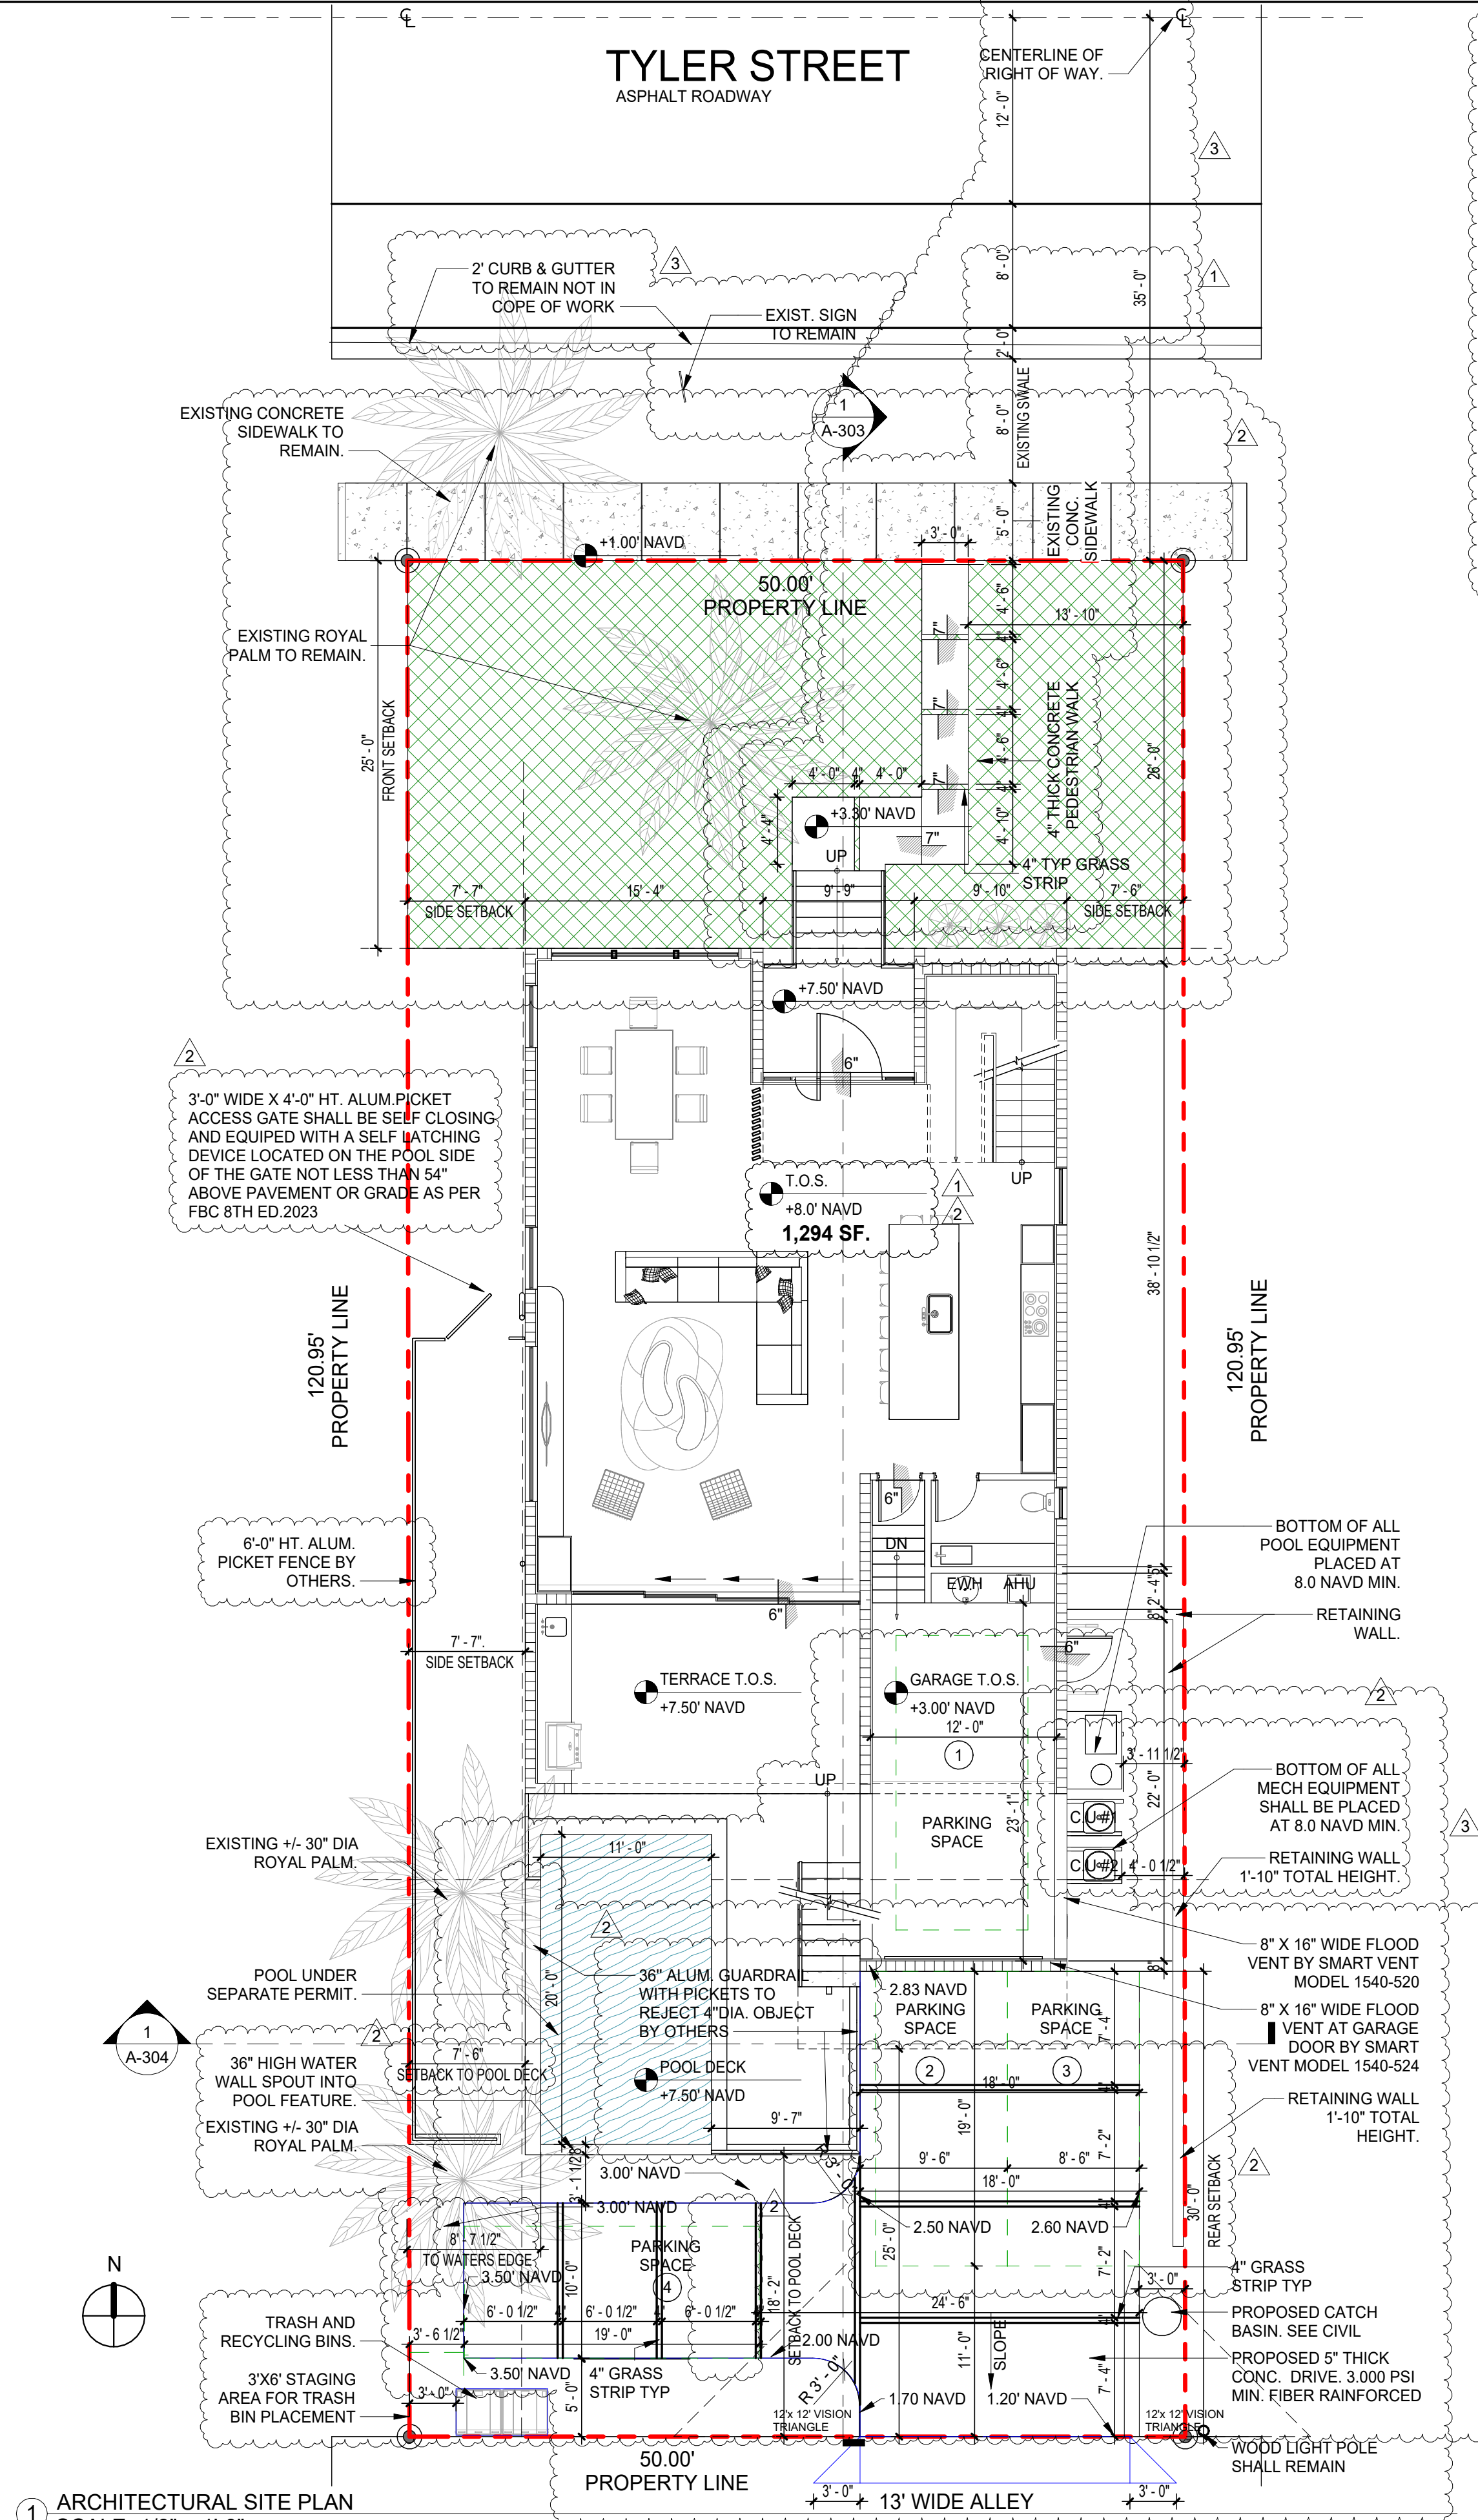 TYLER STREET
ASPHALT ROADWAY
CENTERLINE OF
RIGHT OF WAY.
12' - 0"
3
2' CURB & GUTTER
TO REMAIN NOT IN
COPE OF WORK
3
8' - 0"
35' - 0"
1
EXIST. SIGN
TO REMAIN
2' - 0"
EXISTING CONCRETE
SIDEWALK TO
REMAIN.
1
A-303
8' - 0"
EXISTING SWALE
2
+1.00' NAVD
3' - 0"
5' - 0"
EXISTING
CONC.
SIDEWALK
50.00'
PROPERTY LINE
EXISTING ROYAL
PALM TO REMAIN.
4' - 6"
13' - 10"
7"
4"
4' - 6"
7"
4"
4' - 6"
7"
4"
4' - 10"
4" THICK CONCRETE
PEDESTRIAN WALK
26' - 0"
25' - 0"
FRONT SETBACK
4' - 0"
4"
4' - 0"
4' - 4"
+3.30' NAVD
7"
UP
4" TYP GRASS
STRIP
7' - 7"
SIDE SETBACK
15' - 4"
9' - 9"
9' - 10"
7' - 6"
SIDE SETBACK
+7.50' NAVD
6"
2
3'-0" WIDE X 4'-0" HT. ALUM.PICKET
ACCESS GATE SHALL BE SELF CLOSING
AND EQUIPED WITH A SELF LATCHING
DEVICE LOCATED ON THE POOL SIDE
OF THE GATE NOT LESS THAN 54"
ABOVE PAVEMENT OR GRADE AS PER
FBC 8TH ED.2023
T.O.S.
+8.0' NAVD
1,294 SF.
1
2
UP
38' - 10 1/2"
120.95'
PROPERTY LINE
120.95'
PROPERTY LINE
6"
DN
6'-0" HT. ALUM.
PICKET FENCE BY
OTHERS.
EWH
AHU
BOTTOM OF ALL
POOL EQUIPMENT
PLACED AT
8.0 NAVD MIN.
2' - 4"
8"
6"
RETAINING
WALL.
7' - 7".
SIDE SETBACK
6"
TERRACE T.O.S.
+7.50' NAVD
GARAGE T.O.S.
+3.00' NAVD
12' - 0"
1
2
3' - 11 1/2"
22' - 0"
BOTTOM OF ALL
MECH EQUIPMENT
SHALL BE PLACED
AT 8.0 NAVD MIN.
3
UP
PARKING
SPACE
23' - 1"
C.U#1
C.U#2
4' - 0 1/2"
RETAINING WALL
1'-10" TOTAL HEIGHT.
EXISTING +/- 30" DIA
ROYAL PALM.
11' - 0"
2
8" X 16" WIDE FLOOD
VENT BY SMART VENT
MODEL 1540-520
8"
POOL UNDER
SEPARATE PERMIT.
20' - 0"
36" ALUM. GUARDRAIL
WITH PICKETS TO
REJECT 4"DIA. OBJECT
BY OTHERS
2.83 NAVD
PARKING
SPACE
PARKING
SPACE
7' - 4"
8" X 16" WIDE FLOOD
VENT AT GARAGE
DOOR BY SMART
VENT MODEL 1540-524
1
A-304
2
7' - 6"
SETBACK TO POOL DECK
2
3
36" HIGH WATER
WALL SPOUT INTO
POOL FEATURE.
POOL DECK
+7.50' NAVD
18' - 0"
4"
19' - 0"
RETAINING WALL
1'-10" TOTAL
HEIGHT.
EXISTING +/- 30" DIA
ROYAL PALM.
9' - 7"
7' - 2"
9' - 6"
8' - 6"
2
3' - 1 1/2"
8"
3.00' NAVD
R 3' - 0"
18' - 0"
4"
30' - 0"
REAR SETBACK
3.00' NAVD
2
2.50 NAVD
2.60 NAVD
25' - 0"
8' - 7 1/2"
TO WATERS EDGE
3.50' NAVD
10' - 0"
PARKING
SPACE
4
18' - 2"
SETBACK TO POOL DECK
7' - 2"
3' - 0"
4" GRASS
STRIP TYP
N
6' - 0 1/2"
6' - 0 1/2"
6' - 0 1/2"
24' - 6"
4"
TRASH AND
RECYCLING BINS.
3' - 6 1/2"
19' - 0"
2.00 NAVD
11' - 0"
SLOPE
PROPOSED CATCH
BASIN. SEE CIVIL
3.50' NAVD
4" GRASS
STRIP TYP
R 3' - 0"
7' - 4"
PROPOSED 5" THICK
CONC. DRIVE. 3.000 PSI
MIN. FIBER RAINFORCED
3'X6' STAGING
AREA FOR TRASH
BIN PLACEMENT
3' - 0"
5' - 0"
1.70 NAVD
1.20' NAVD
12'x 12' VISION
TRIANGLE
12'x 12' VISION
TRIANGLE
WOOD LIGHT POLE
SHALL REMAIN
50.00'
PROPERTY LINE
3' - 0"
13' WIDE ALLEY
3' - 0"
1
ARCHITECTURAL SITE PLAN